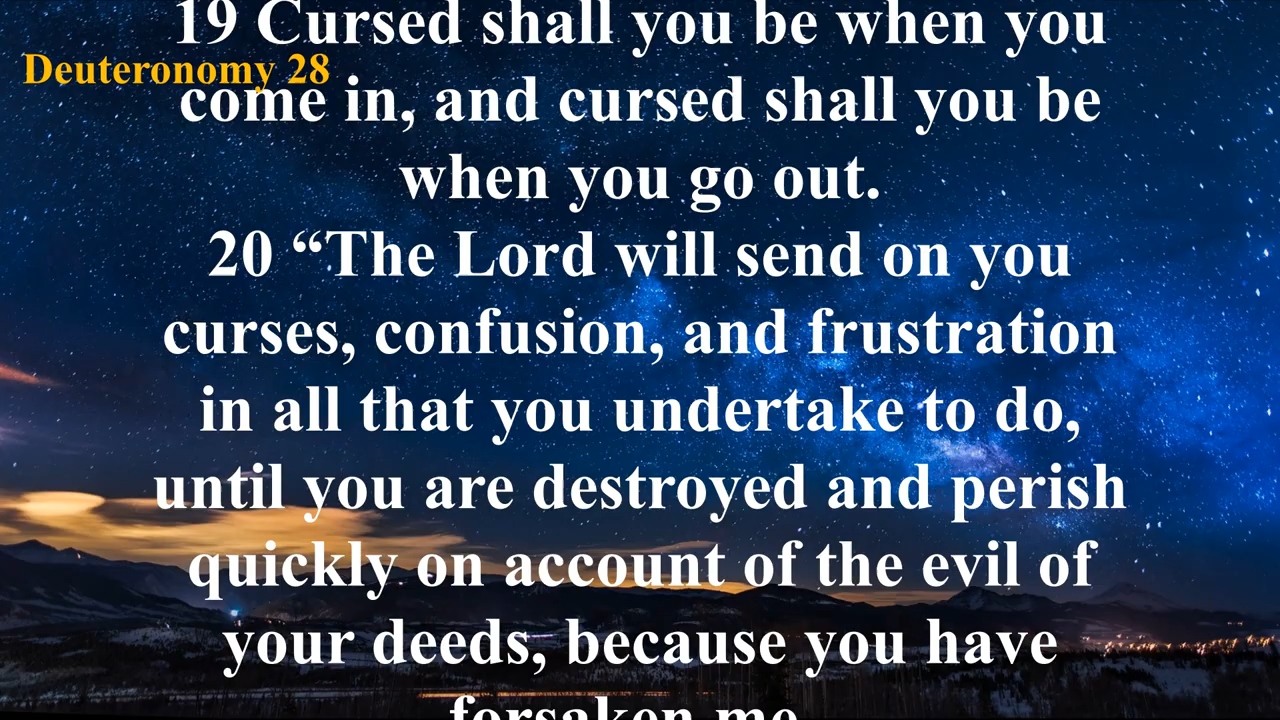 19 Cursed shall you be when you
Deuteronomy 28
come in, and cursed shall you be
when you go out.
20 “The Lord will send on you
curses, confusion, and frustration
in all that you undertake to do,
until you are destroyed and perish
quickly on account of the evil of
your deeds, because you have
forsaken me.